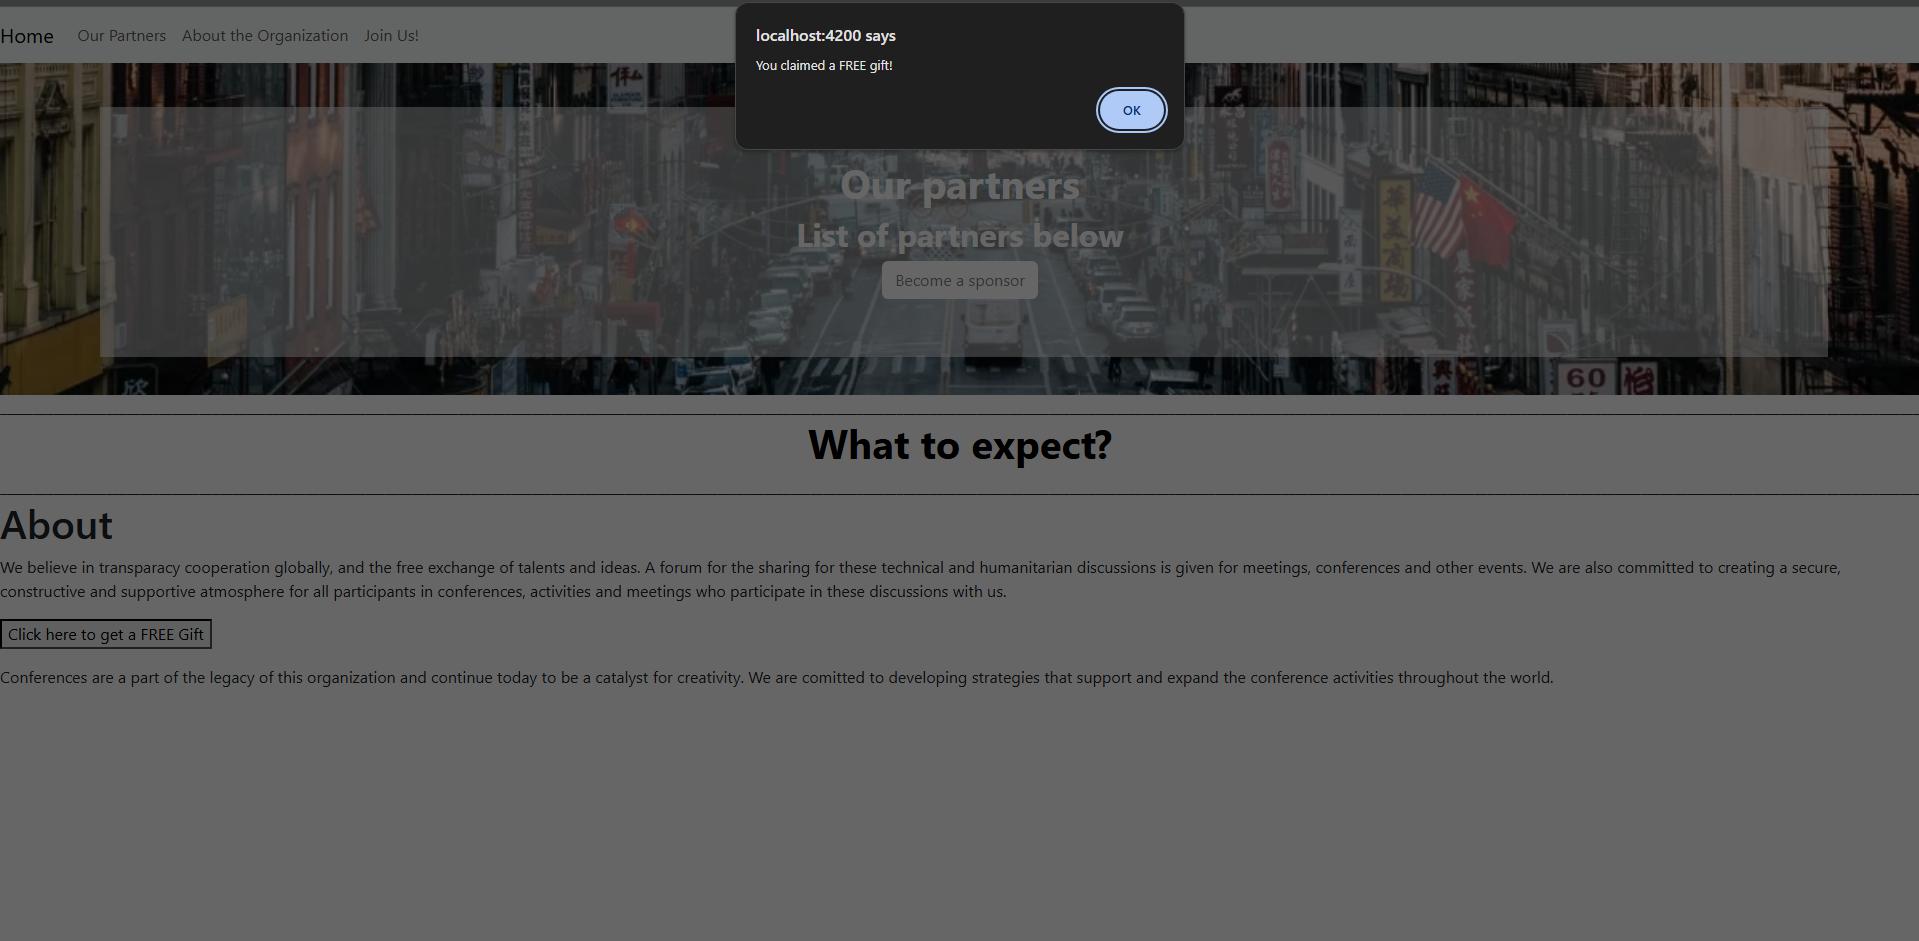 localhost:4200 says
You claimed a FREE gift!
OK
Home Our Partners About the Organization Join Us!
Our partners
List of partners below
Become a sponsor
華美商場
60
What to expect?
About
We believe in transparacy cooperation globally, and the free exchange of talents and ideas. A forum for the sharing for these technical and humanitarian discussions is given for meetings, conferences and other events. We are also committed to creating a secure,
constructive and supportive atmosphere for all participants in conferences, activities and meetings who participate in these discussions with us.
Click here to get a FREE Gift
Conferences are a part of the legacy of this organization and continue today to be a catalyst for creativity. We are comitted to developing strategies that support and expand the conference activities throughout the world.